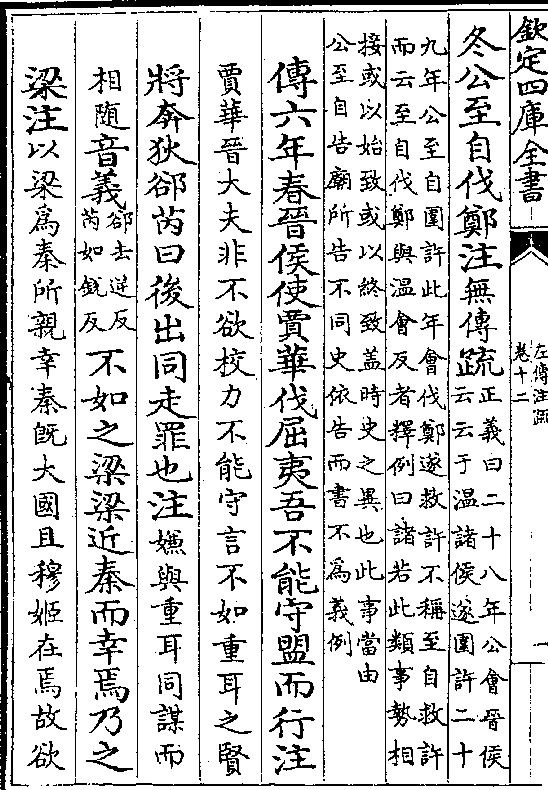 欽定四庫全書
左傳注疏
卷十二
一
冬公至自伐鄭注無傳疏正義曰二十八年公會晉侯
云云于溫諸侯遂圍許二十
九年公至自圍許此年會伐鄭遂救許不稱至自救許
而云至自伐鄭與溫會反者釋例曰諸若此類事勢相
接或以始致或以終致盖時史之異也此事當由
公至自告廟所告不同史依告而書不為義例
傳六年春晉侯使賈華伐屈夷吾不能守盟而行注
賈華晉大夫非不欲校力不能守言不如重耳之賢
將奔狄郤芮曰後出同走罪也注嫌與重耳同謀而
相隨音義郤去逆反芮如銳反不如之梁梁近秦而幸焉乃之
梁注以梁爲秦所親幸秦既大國且穆姬在焉故欲